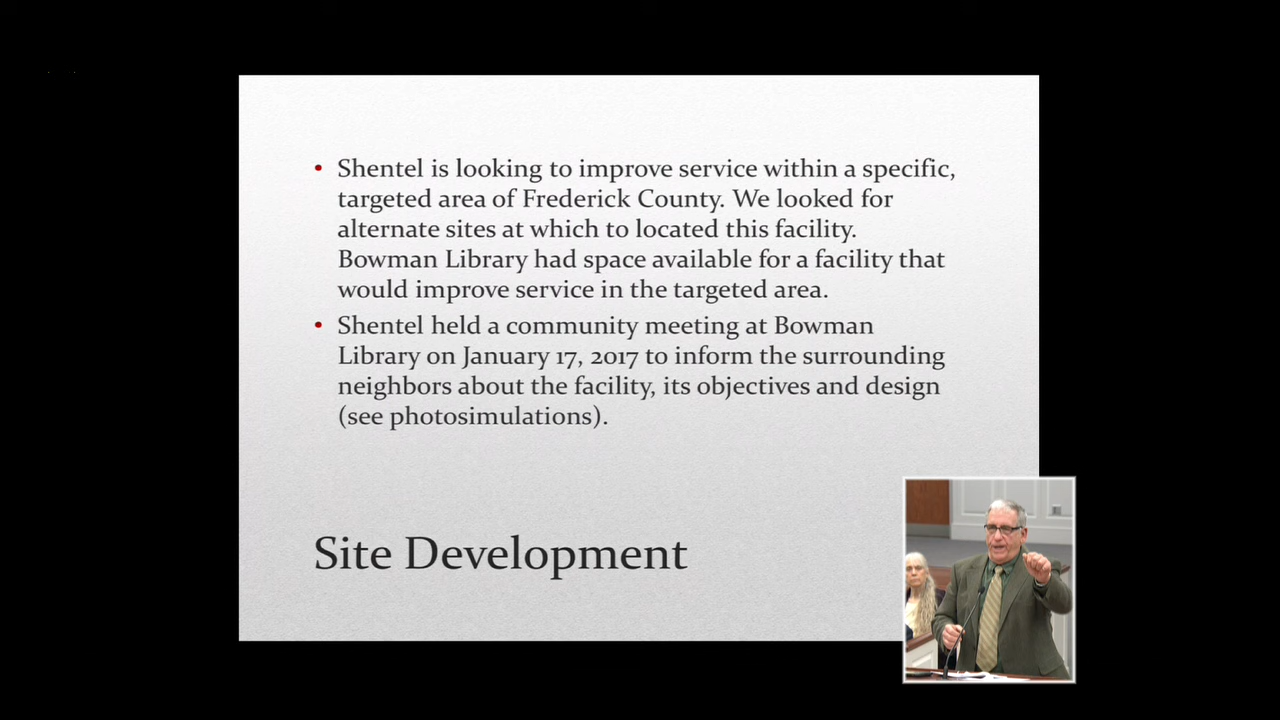 • Shentel is looking to improve service within a specific,
targeted area of Frederick County. We looked for
alternate sites at which to located this facility.
Bowman Library had space available for a facility that
would improve service in the targeted area.
• Shentel held a community meeting at Bowman
Library on January 17, 2017 to inform the surrounding
neighbors about the facility, its objectives and design
(see photosimulations).
Site Development